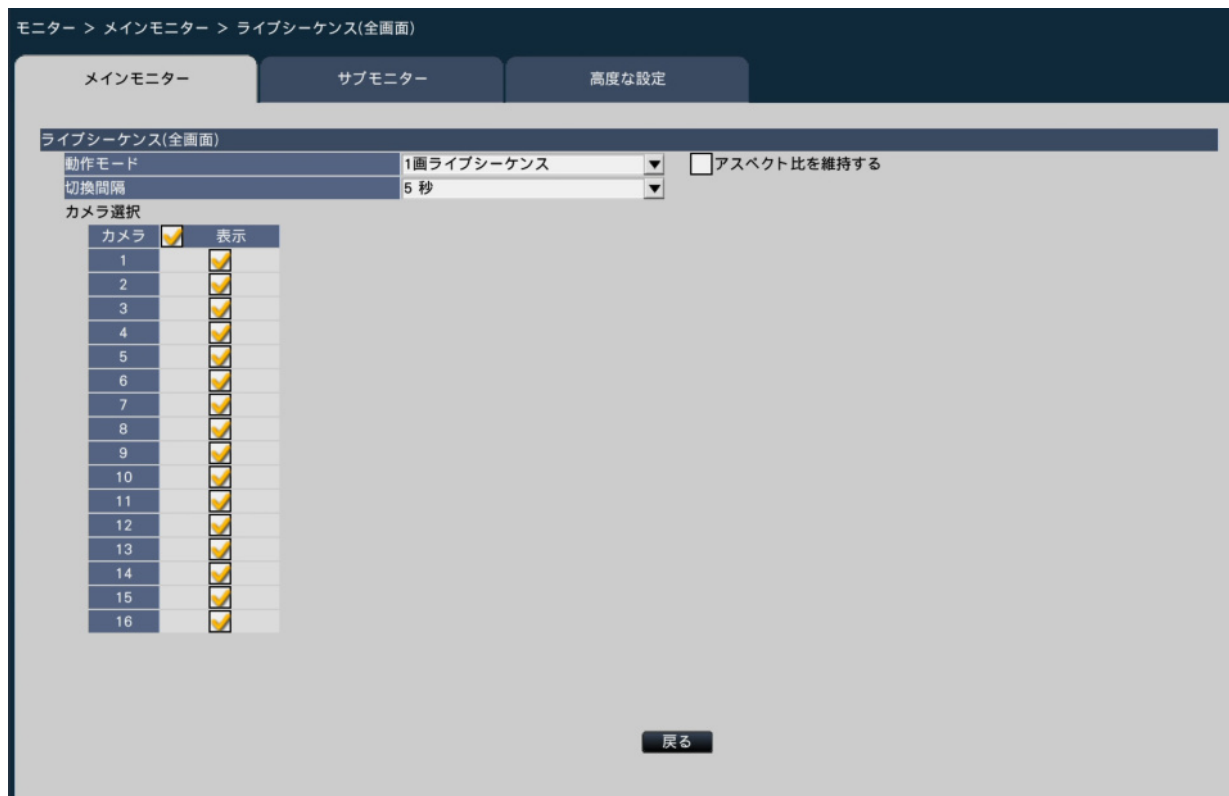 モニター > メインモニター > ライブシーケンス(全画面)
メインモニター サブモニター 高度な設定
ライブシーケンス(全画面)
動作モード 1画ライブシーケンス アスペクト比を維持する
切換間隔 5 秒
カメラ選択
カメラ 表示
1
2
3
4
5
6
7
8
9
10
11
12
13
14
15
16
戻る